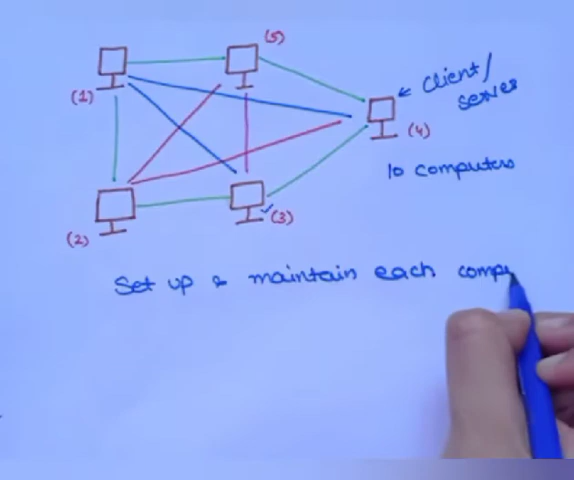 (5)
(1)
Client/
server
(4)
10 computers
(3)
(2)
Set up & maintain each comp